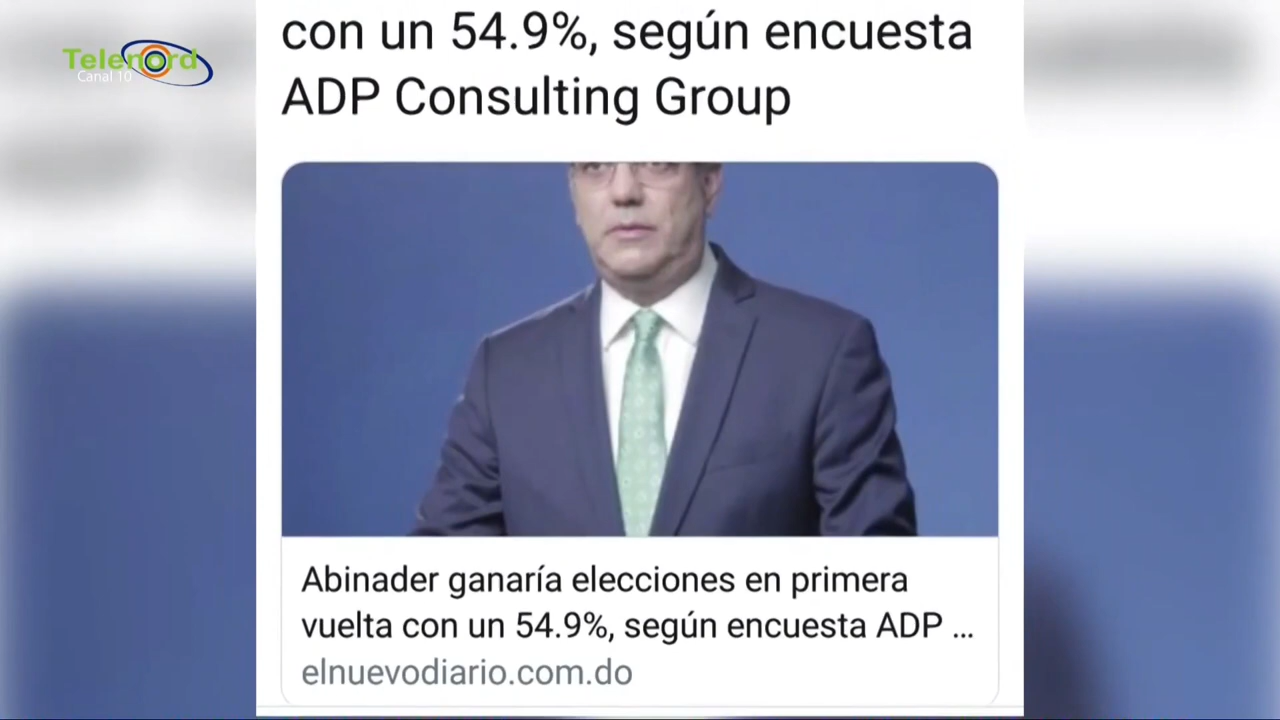 Telenord
Canal 10
con un 54.9%, según encuesta
ADP Consulting Group
Abinader ganaría elecciones en primera
vuelta con un 54.9%, según encuesta ADP ...
elnuevodiario.com.do